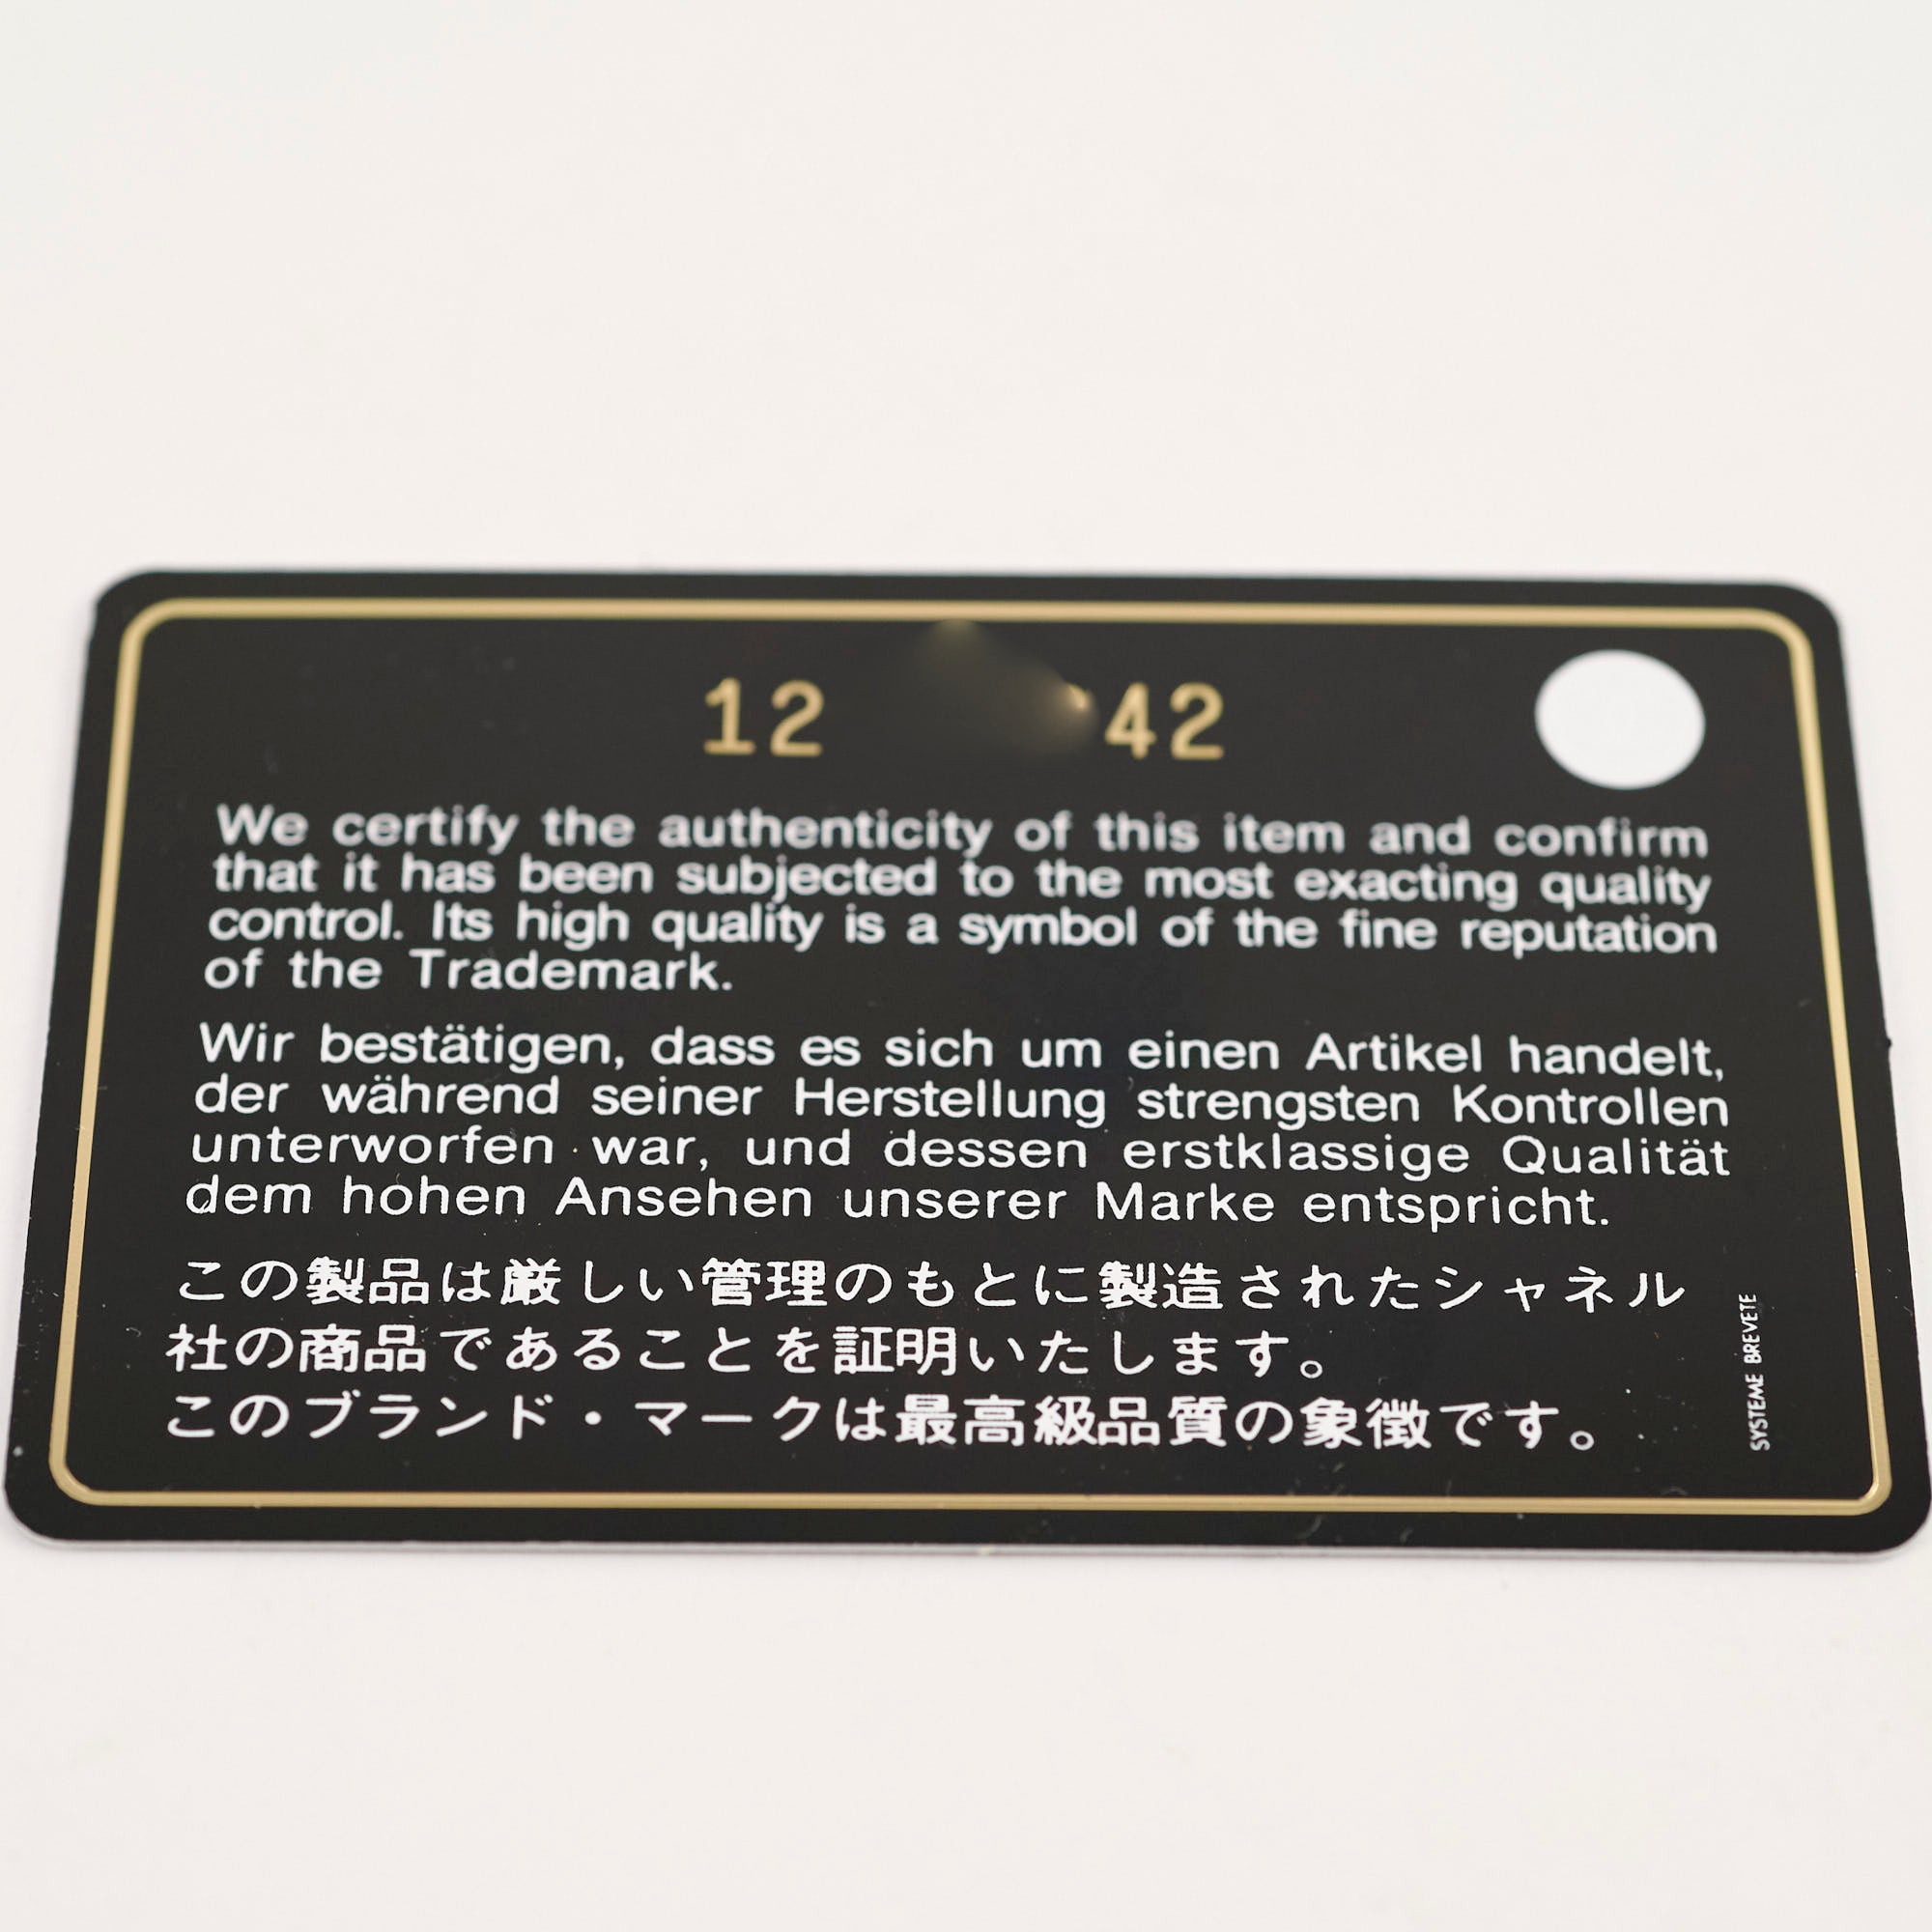 12 42
We certify the authenticity of this item and confirm
that it has been subjected to the most exacting quality
control. Its high quality is a symbol of the fine reputation
of the Trademark.
Wir bestätigen, dass es sich um einen Artikel handelt,
der während seiner Herstellung strengsten Kontrollen
unterworfen war, und dessen erstklassige Qualität
dem hohen Ansehen unserer Marke entspricht.
この製品は厳しい管理のもとに製造されたシャネル
社の商品であることを証明いたします。
このブランド・マークは最高級品質の象徴です。
SYSTEME BREVETE